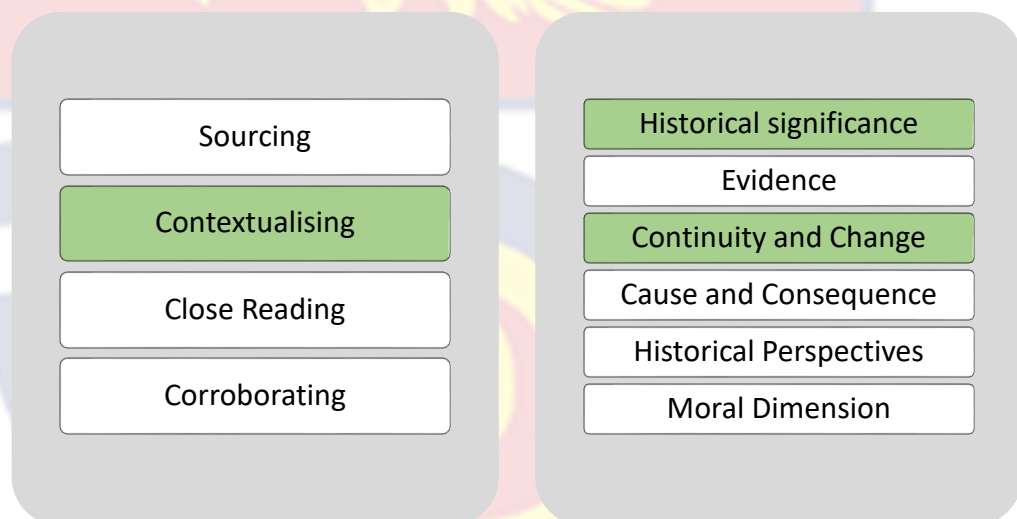 Sourcing
Contextualising
Close Reading
Corroborating
Historical significance
Evidence
Continuity and Change
Cause and Consequence
Historical Perspectives
Moral Dimension